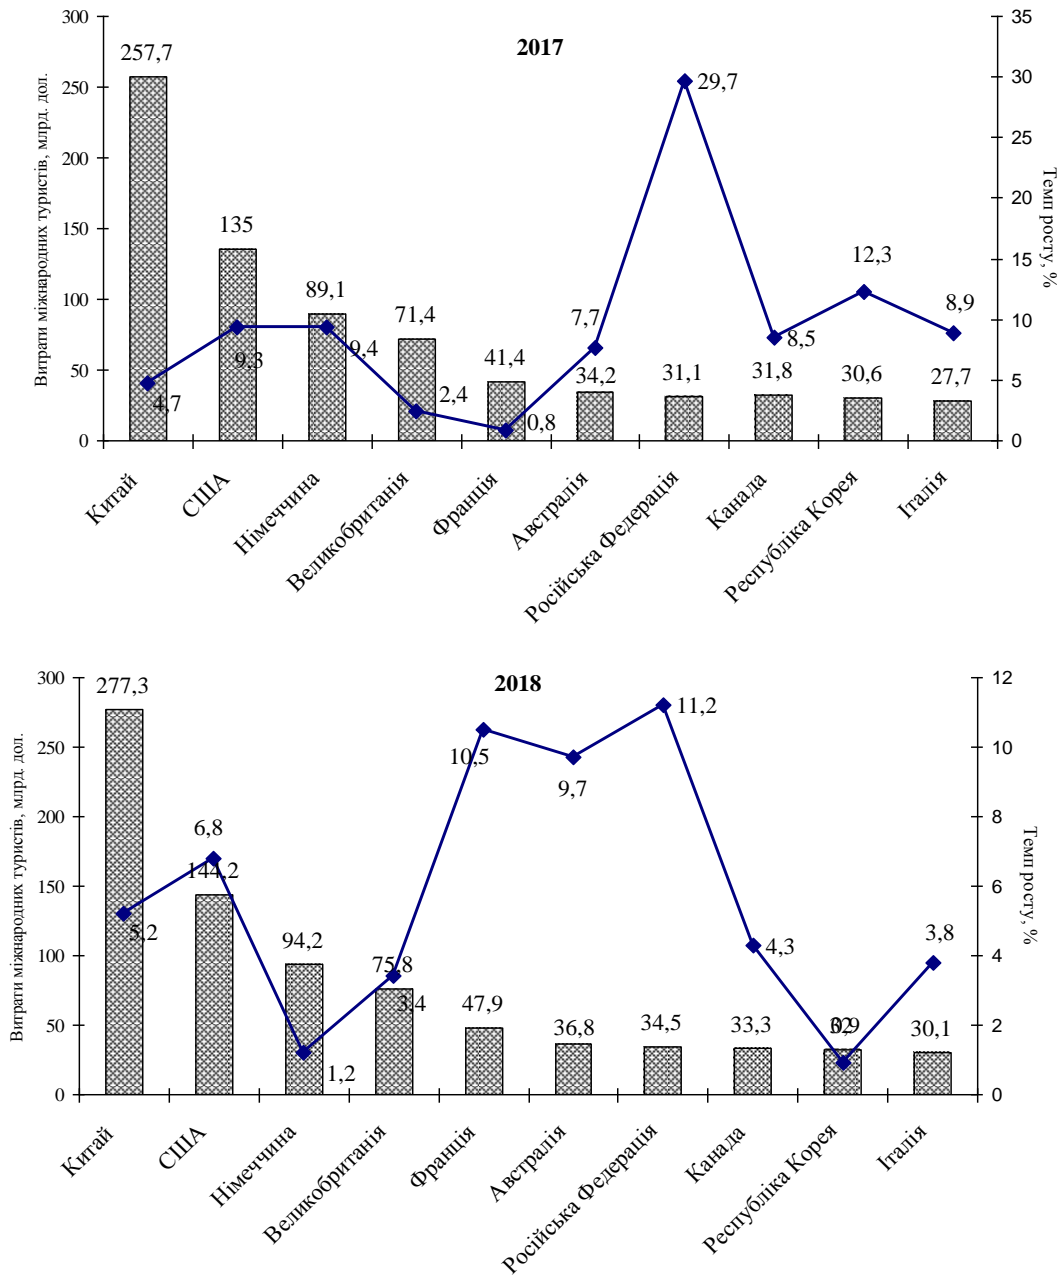 2017
Витрати міжнародних туристів, млрд. дол.
300
250
200
150
100
50
0
35
30
25
20
15
10
5
0
Темп росту, %
257,7
135
89,1
71,4
41,4
34,2
31,1
31,8
30,6
27,7
4,7
9,3
9,4
2,4
0,8
7,7
29,7
8,5
12,3
8,9
Китай
США
Німеччина
Великобританія
Франція
Австралія
Російська Федерація
Канада
Республіка Корея
Італія
2018
Витрати міжнародних туристів, млрд. дол.
300
250
200
150
100
50
0
12
10
8
6
4
2
0
Темп росту, %
277,3
144,2
94,2
75,8
47,9
36,8
34,5
33,3
32
30,1
5,2
6,8
1,2
3,4
10,5
9,7
11,2
4,3
0,9
3,8
Китай
США
Німеччина
Великобританія
Франція
Австралія
Російська Федерація
Канада
Республіка Корея
Італія